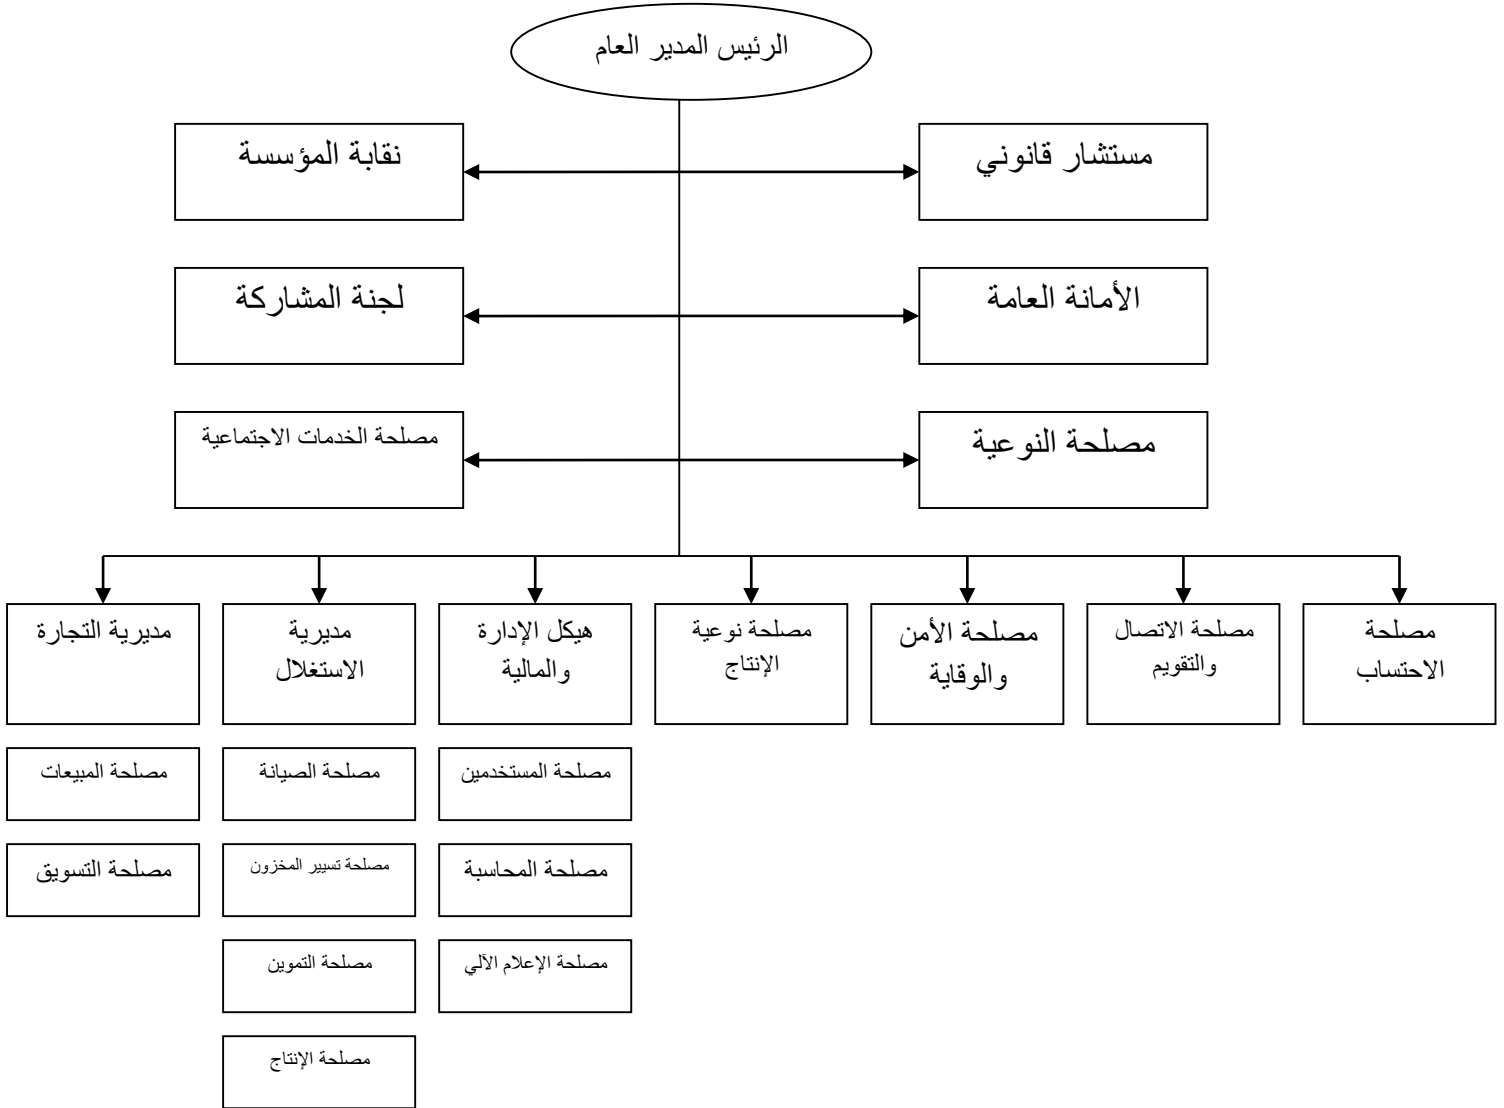 الرئيس المدير العام
مستشار قانوني
نقابة المؤسسة
الأمانة العامة
لجنة المشاركة
مصلحة النوعية
مصلحة الخدمات الاجتماعية
مصلحة
الاحتساب
مصلحة الاتصال
والتقويم
مصلحة الأمن
والوقاية
مصلحة نوعية
الإنتاج
هيكل الإدارة
والمالية
مديرية
الاستغلال
مديرية التجارة
مصلحة المستخدمين
مصلحة الصيانة
مصلحة المبيعات
مصلحة المحاسبة
مصلحة تسيير المخزون
مصلحة التسويق
مصلحة الإعلام الآلي
مصلحة التموين
مصلحة الإنتاج